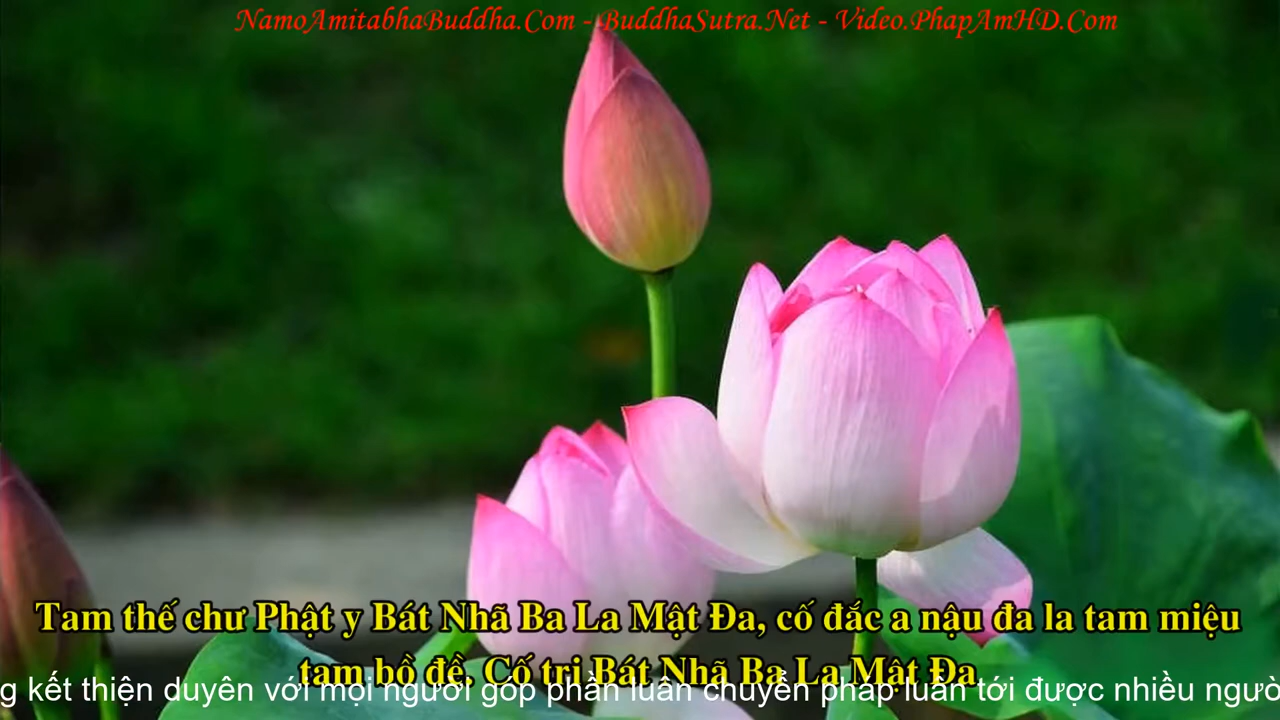 NamoAmitabhaBuddha.Com - BuddhaSutra.Net - Video.PhapAmHD.Com
Tam thế chư Phật y Bát Nhã Ba La Mật Đa, cố đắc a nậu đa la tam miệu
tam bồ đề. Cố tri Bát Nhã Ba La Mật Đa
g kết thiện duyên với mọi người góp phần luân chuyển pháp luân tới được nhiều ngườ